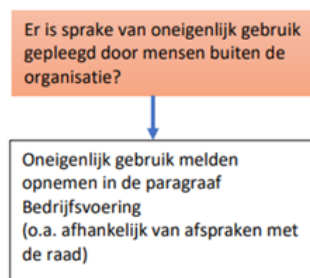 Er is sprake van oneigenlijk gebruik
gepleegd door mensen buiten de
organisatie?
Oneigenlijk gebruik melden
opnemen in de paragraaf
Bedrijfsvoering
(o.a. afhankelijk van afspraken met
de raad)